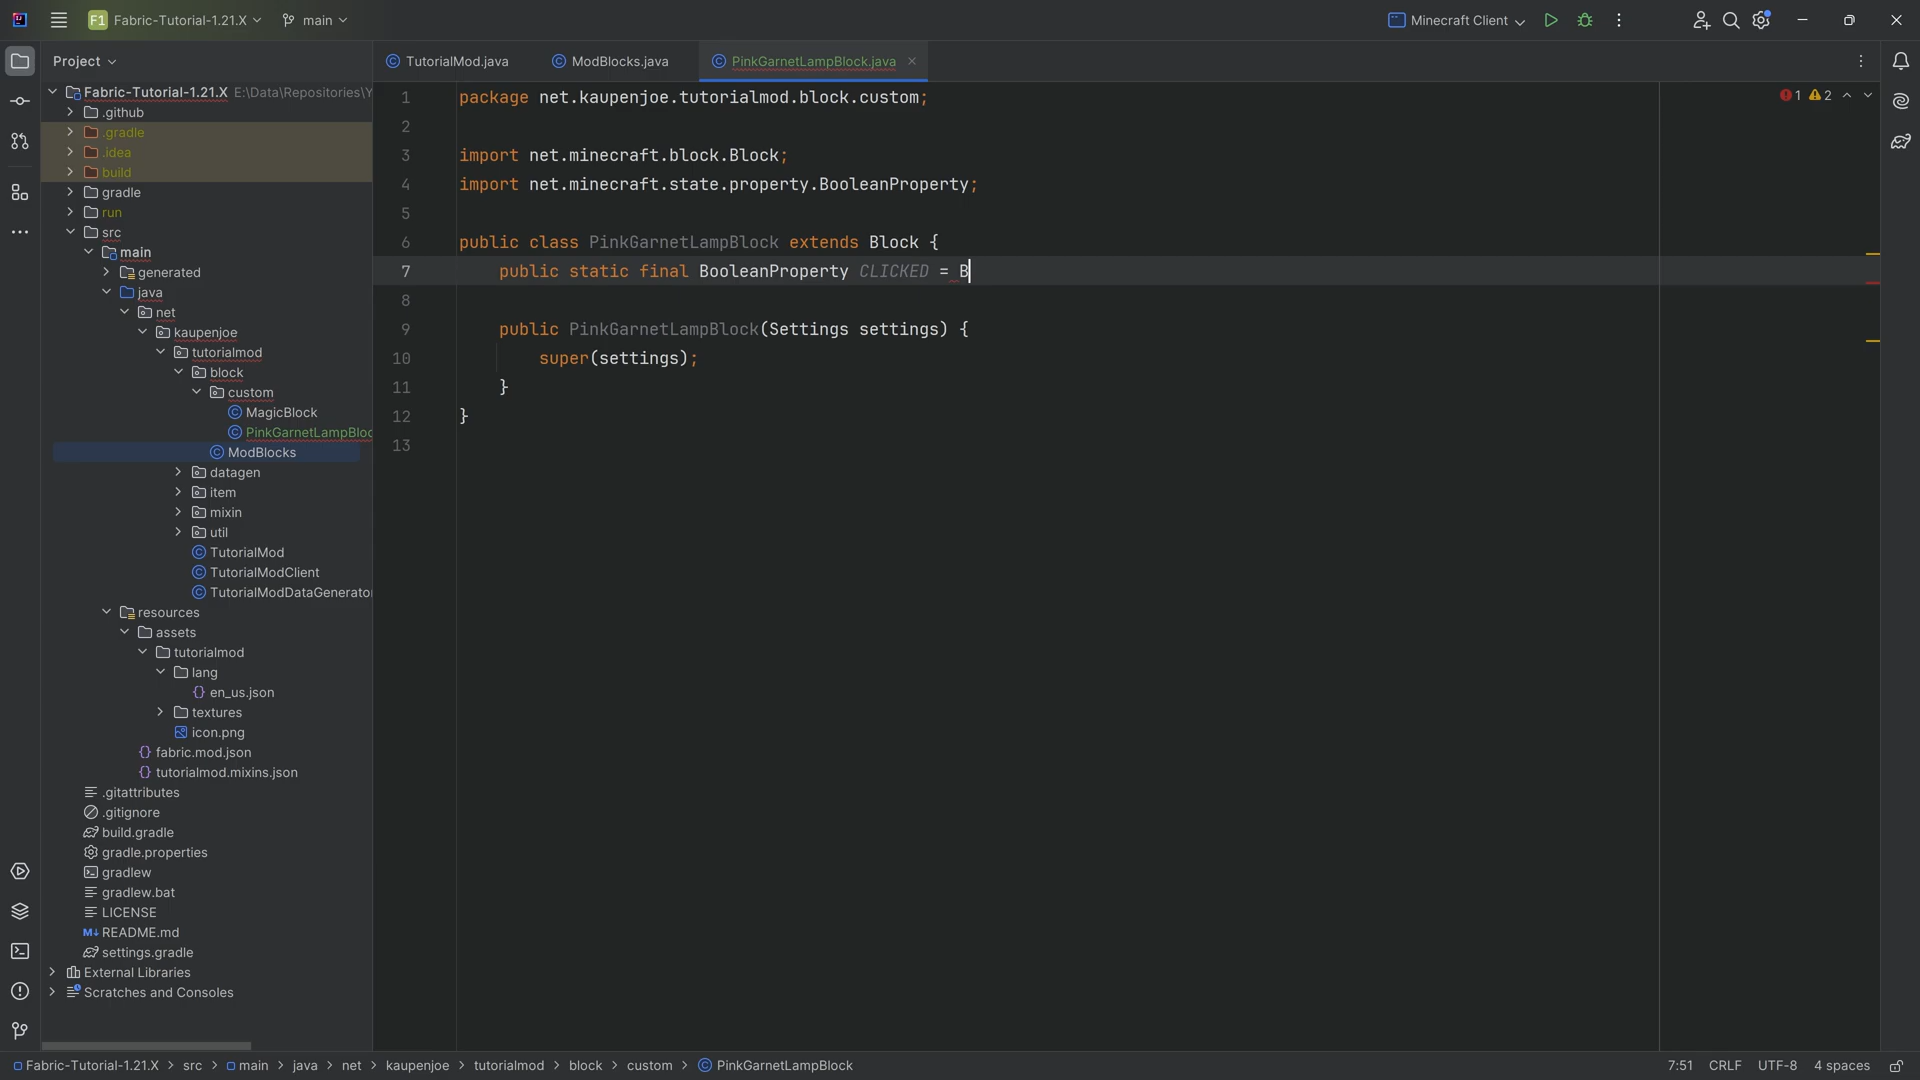 F1 Fabric-Tutorial-1.21.X main Minecraft Client
Project
TutorialMod.java ModBlocks.java PinkGarnetLampBlock.java
Fabric-Tutorial-1.21.X E:\Data\Repositories\Y
.github
.gradle
.idea
build
gradle
run
src
main
generated
java
net
kaupenjoe
tutorialmod
block
custom
MagicBlock
PinkGarnetLampBloc
ModBlocks
datagen
item
mixin
util
TutorialMod
TutorialModClient
TutorialModDataGenerator
resources
assets
tutorialmod
lang
en_us.json
textures
icon.png
fabric.mod.json
tutorialmod.mixins.json
.gitattributes
.gitignore
build.gradle
gradle.properties
gradlew
gradlew.bat
LICENSE
README.md
settings.gradle
External Libraries
Scratches and Consoles
1 package net.kaupenjoe.tutorialmod.block.custom;
2
3 import net.minecraft.block.Block;
4 import net.minecraft.state.property.BooleanProperty;
5
6 public class PinkGarnetLampBlock extends Block {
7 public static final BooleanProperty CLICKED = B
8
9 public PinkGarnetLampBlock(Settings settings) {
10 super(settings);
11 }
12 }
13
1 2
Fabric-Tutorial-1.21.X > src > main > java > net > kaupenjoe > tutorialmod > block > custom > PinkGarnetLampBlock
7:51 CRLF UTF-8 4 spaces